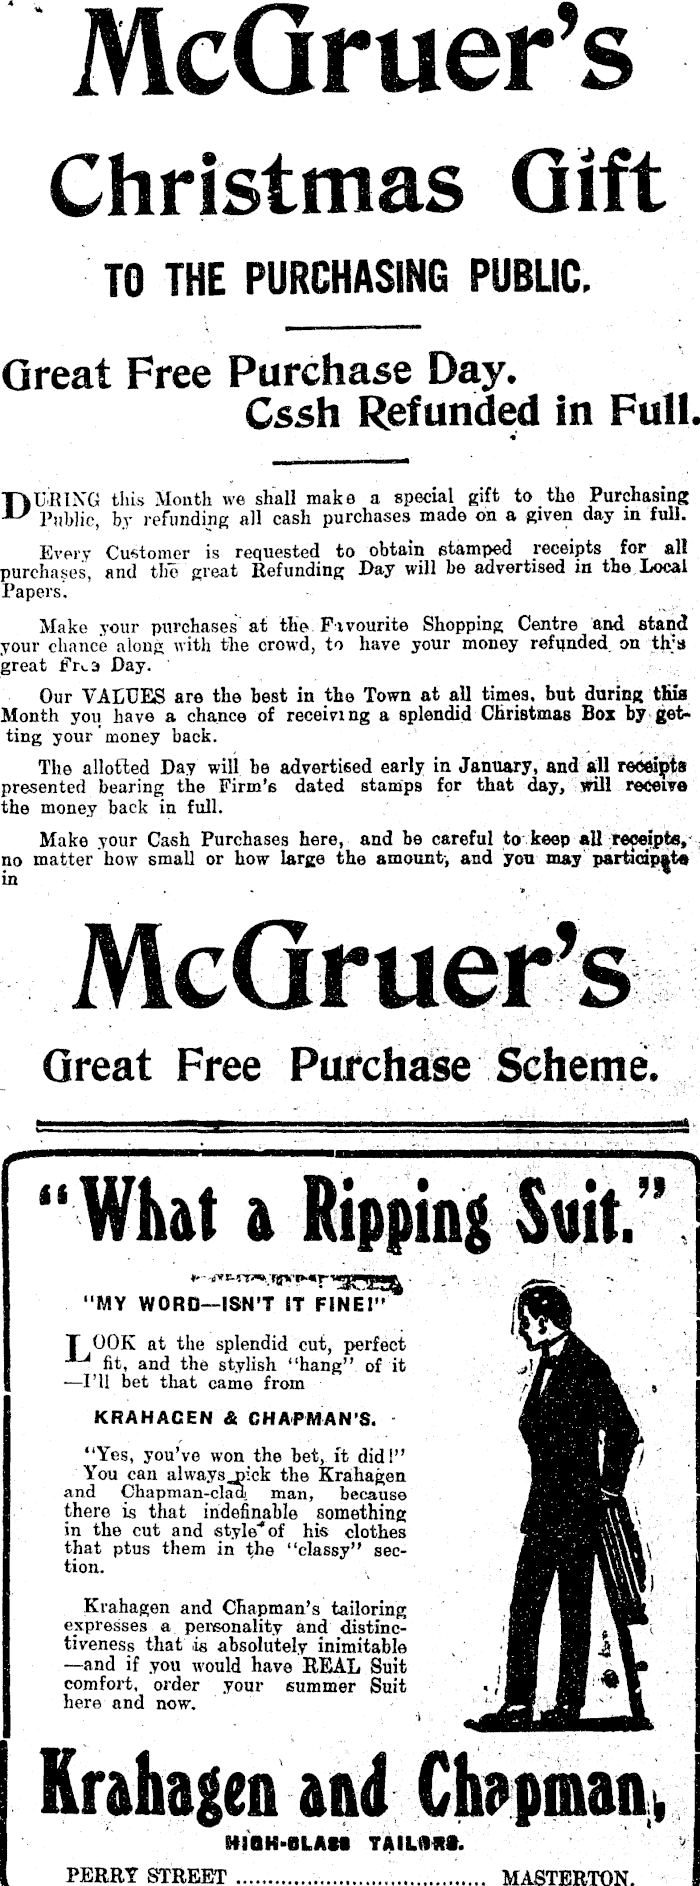 McGruer's
Christmas Gift
TO THE PURCHASING PUBLIC.
Great Free Purchase Day.
Cssh Refunded in Full.
DURING this Month we shall make a special gift to the Purchasing
Public, by refunding all cash purchases made on a given day in full.
Every Customer is requested to obtain stamped receipts for all
purchases, and the great Refunding Day will be advertised in the Local
Papers.
Make your purchases at the Favourite Shopping Centre and stand
your chance along with the crowd, to have your money refunded on this
great Free Day.
Our VALUES are the best in the Town at all times, but during this
Month you have a chance of receiving a splendid Christmas Box by get-
ting your money back.
The allotted Day will be advertised early in January, and all receipts
presented bearing the Firm's dated stamps for that day, will receive
the money back in full.
Make your Cash Purchases here, and be careful to keep all receipts,
no matter how small or how large the amount, and you may participate
in
McGruer's
Great Free Purchase Scheme.
"What a Ripping Suit."
"MY WORD—ISN'T IT FINE!"
LOOK at the splendid cut, perfect
fit, and the stylish "hang" of it
—I'll bet that came from
KRAHAGEN & CHAPMAN'S.
"Yes, you've won the bet, it did!"
You can always pick the Krahagen
and Chapman-clad man, because
there is that indefinable something
in the cut and style of his clothes
that ptus them in the "classy" sec-
tion.
Krahagen and Chapman's tailoring
expresses a personality and distinc-
tiveness that is absolutely inimitable
—and if you would have REAL Suit
comfort, order your summer Suit
here and now.
Krahagen and Chapman,
HIGH-CLASS TAILORS.
PERRY STREET .................................... MASTERTON.